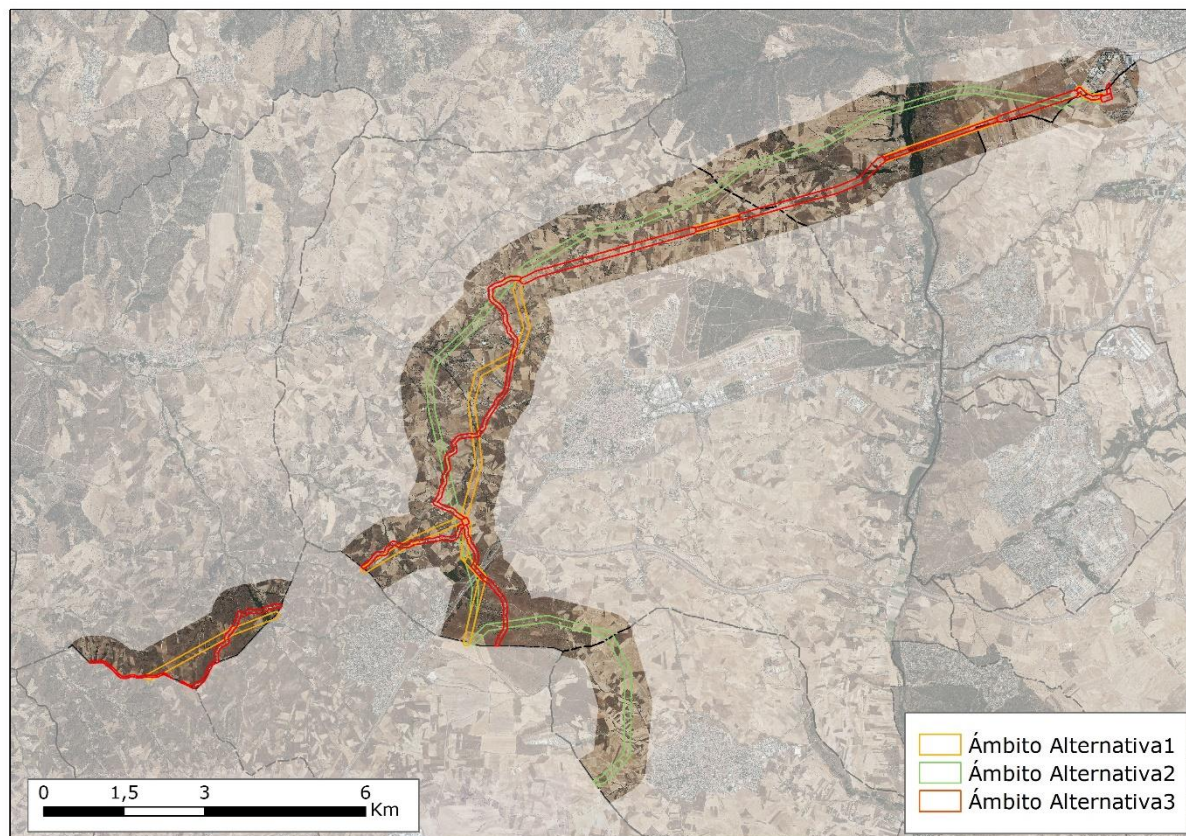 0 1,5 3 6
Km
Ámbito Alternativa1
Ámbito Alternativa2
Ámbito Alternativa3